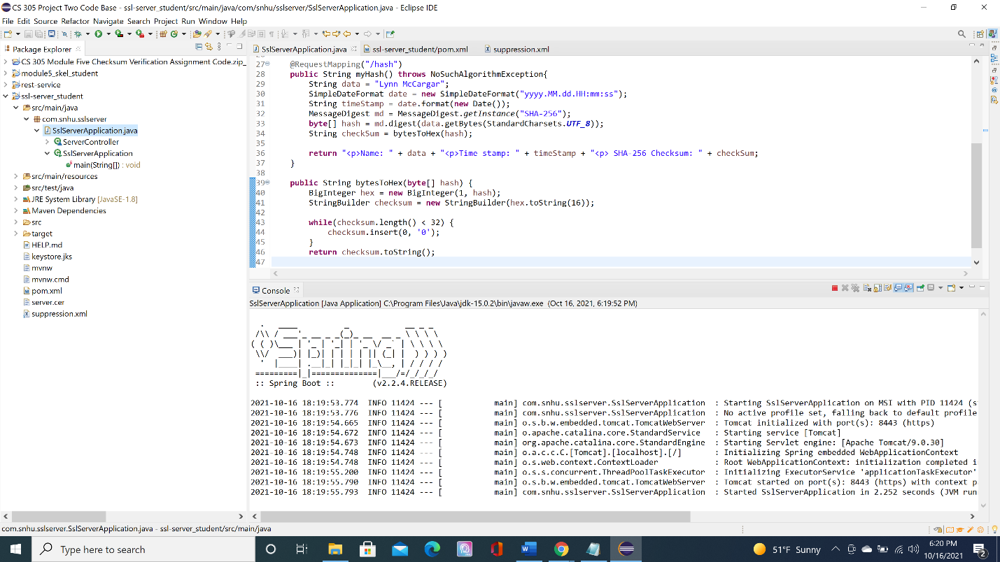 CS 305 Project Two Code Base - ssl-server_student/src/main/java/com/snhu/sslserver/SslServerApplication.java - Eclipse IDE
File Edit Source Refactor Navigate Search Project Run Window Help
Package Explorer
CS 305 Module Five Checksum Verification Assignment Code.zip_
module5_skel_student
rest-service
ssl-server_student
src/main/java
com.snhu.sslserver
SslServerApplication.java
ServerController
SslServerApplication
main(String[]) : void
src/main/resources
src/test/java
JRE System Library [JavaSE-1.8]
Maven Dependencies
src
target
HELP.md
keystore.jks
mvnw
mvnw.cmd
pom.xml
server.cer
suppression.xml
SslServerApplication.java ssl-server_student/pom.xml suppression.xml
27 @RequestMapping("/hash")
28 public String myHash() throws NoSuchAlgorithmException{
29 String data = "Lynn McCargar";
30 SimpleDateFormat date = new SimpleDateFormat("yyyy.MM.dd.HH:mm:ss");
31 String timeStamp = date.format(new Date());
32 MessageDigest md = MessageDigest.getInstance("SHA-256");
33 byte[] hash = md.digest(data.getBytes(StandardCharsets.UTF_8));
34 String checkSum = bytesToHex(hash);
35
36 return "<p>Name: " + data + "<p>Time stamp: " + timeStamp + "<p> SHA-256 Checksum: " + checkSum;
37 }
38
39 public String bytesToHex(byte[] hash) {
40 BigInteger hex = new BigInteger(1, hash);
41 StringBuilder checksum = new StringBuilder(hex.toString(16));
42
43 while(checksum.length() < 32) {
44 checksum.insert(0, '0');
45 }
46 return checksum.toString();
47
Console
SslServerApplication [Java Application] C:\Program Files\Java\jdk-15.0.2\bin\javaw.exe (Oct 16, 2021, 6:19:52 PM)
:: Spring Boot :: (v2.2.4.RELEASE)
2021-10-16 18:19:53.774 INFO 11424 --- [ main] com.snhu.sslserver.SslServerApplication : Starting SslServerApplication on MSI with PID 11424 (s
2021-10-16 18:19:53.776 INFO 11424 --- [ main] com.snhu.sslserver.SslServerApplication : No active profile set, falling back to default profile
2021-10-16 18:19:54.665 INFO 11424 --- [ main] o.s.b.w.embedded.tomcat.TomcatWebServer : Tomcat initialized with port(s): 8443 (https)
2021-10-16 18:19:54.672 INFO 11424 --- [ main] o.apache.catalina.core.StandardService : Starting service [Tomcat]
2021-10-16 18:19:54.673 INFO 11424 --- [ main] org.apache.catalina.core.StandardEngine : Starting Servlet engine: [Apache Tomcat/9.0.30]
2021-10-16 18:19:54.748 INFO 11424 --- [ main] o.a.c.c.C.[Tomcat].[localhost].[/] : Initializing Spring embedded WebApplicationContext
2021-10-16 18:19:54.748 INFO 11424 --- [ main] o.s.web.context.ContextLoader : Root WebApplicationContext: initialization completed i
2021-10-16 18:19:55.200 INFO 11424 --- [ main] o.s.s.concurrent.ThreadPoolTaskExecutor : Initializing ExecutorService 'applicationTaskExecutor'
2021-10-16 18:19:55.790 INFO 11424 --- [ main] o.s.b.w.embedded.tomcat.TomcatWebServer : Tomcat started on port(s): 8443 (https) with context p
2021-10-16 18:19:55.793 INFO 11424 --- [ main] com.snhu.sslserver.SslServerApplication : Started SslServerApplication in 2.252 seconds (JVM run
com.snhu.sslserver.SslServerApplication.java - ssl-server_student/src/main/java
Type here to search
51°F Sunny
6:20 PM
10/16/2021
2